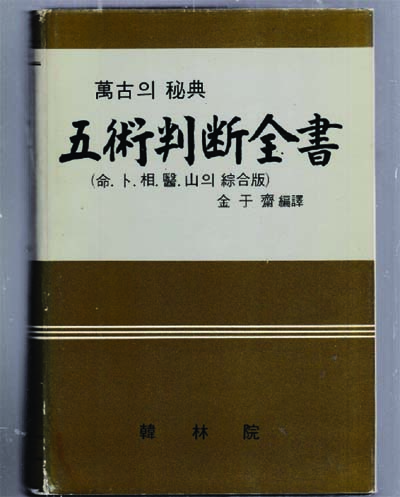 萬古의 秘典
五術判断全書
(命.卜.相.醫.山의 綜合版)
金于齋 編譯
韓林院